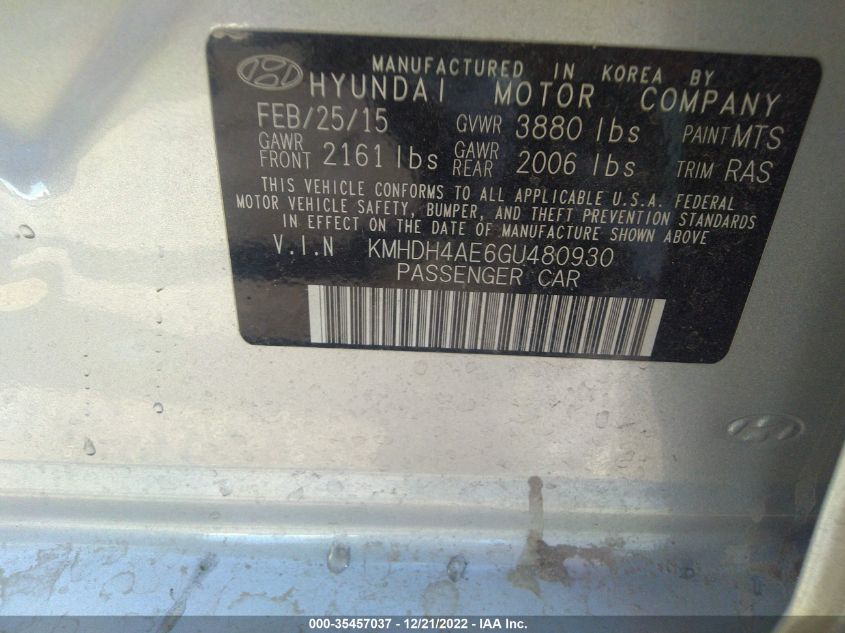 MANUFACTURED IN KOREA BY
HYUNDAI MOTOR COMPANY
FEB/25/15 GVWR 3880 lbs PAINT MTS
GAWR FRONT 2161 lbs GAWR REAR 2006 lbs TRIM RAS
THIS VEHICLE CONFORMS TO ALL APPLICABLE U.S.A. FEDERAL
MOTOR VEHICLE SAFETY, BUMPER, AND THEFT PREVENTION STANDARDS
IN EFFECT ON THE DATE OF MANUFACTURE SHOWN ABOVE
V.I.N KMHDH4AE6GU480930
PASSENGER CAR
000-35457037 - 12/21/2022 - IAA Inc.